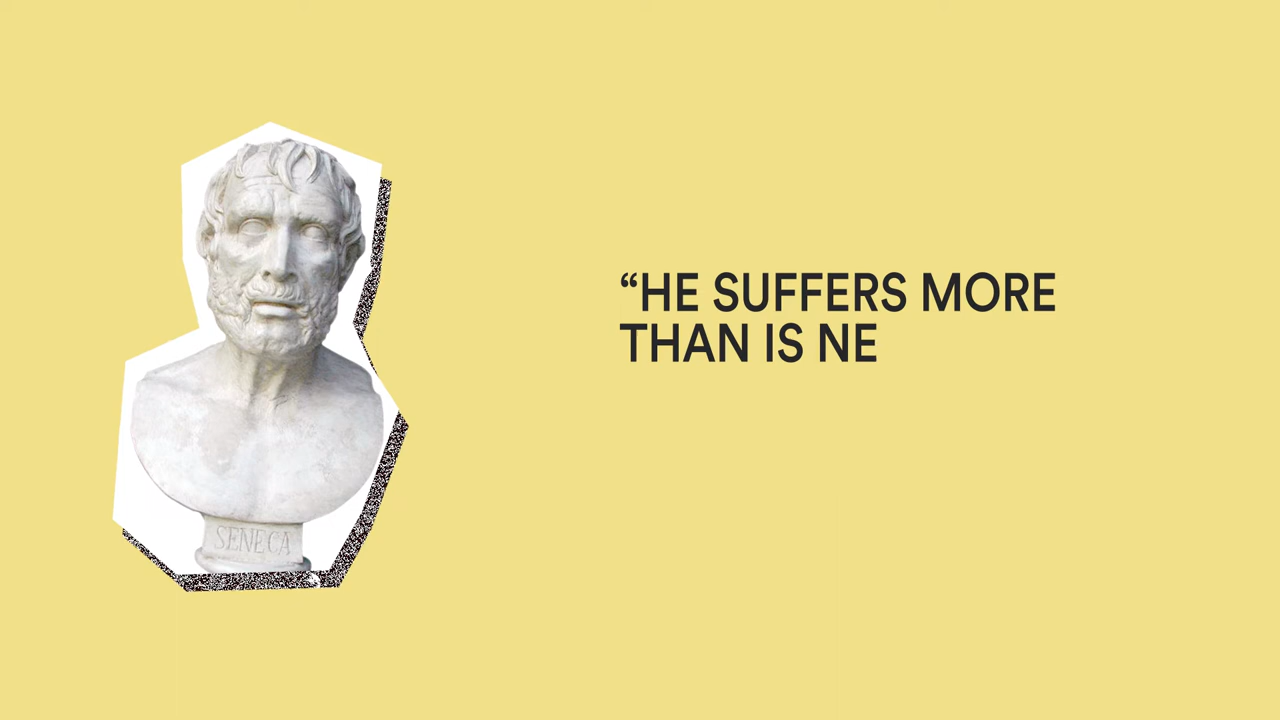 SENECA
“HE SUFFERS MORE
THAN IS NE